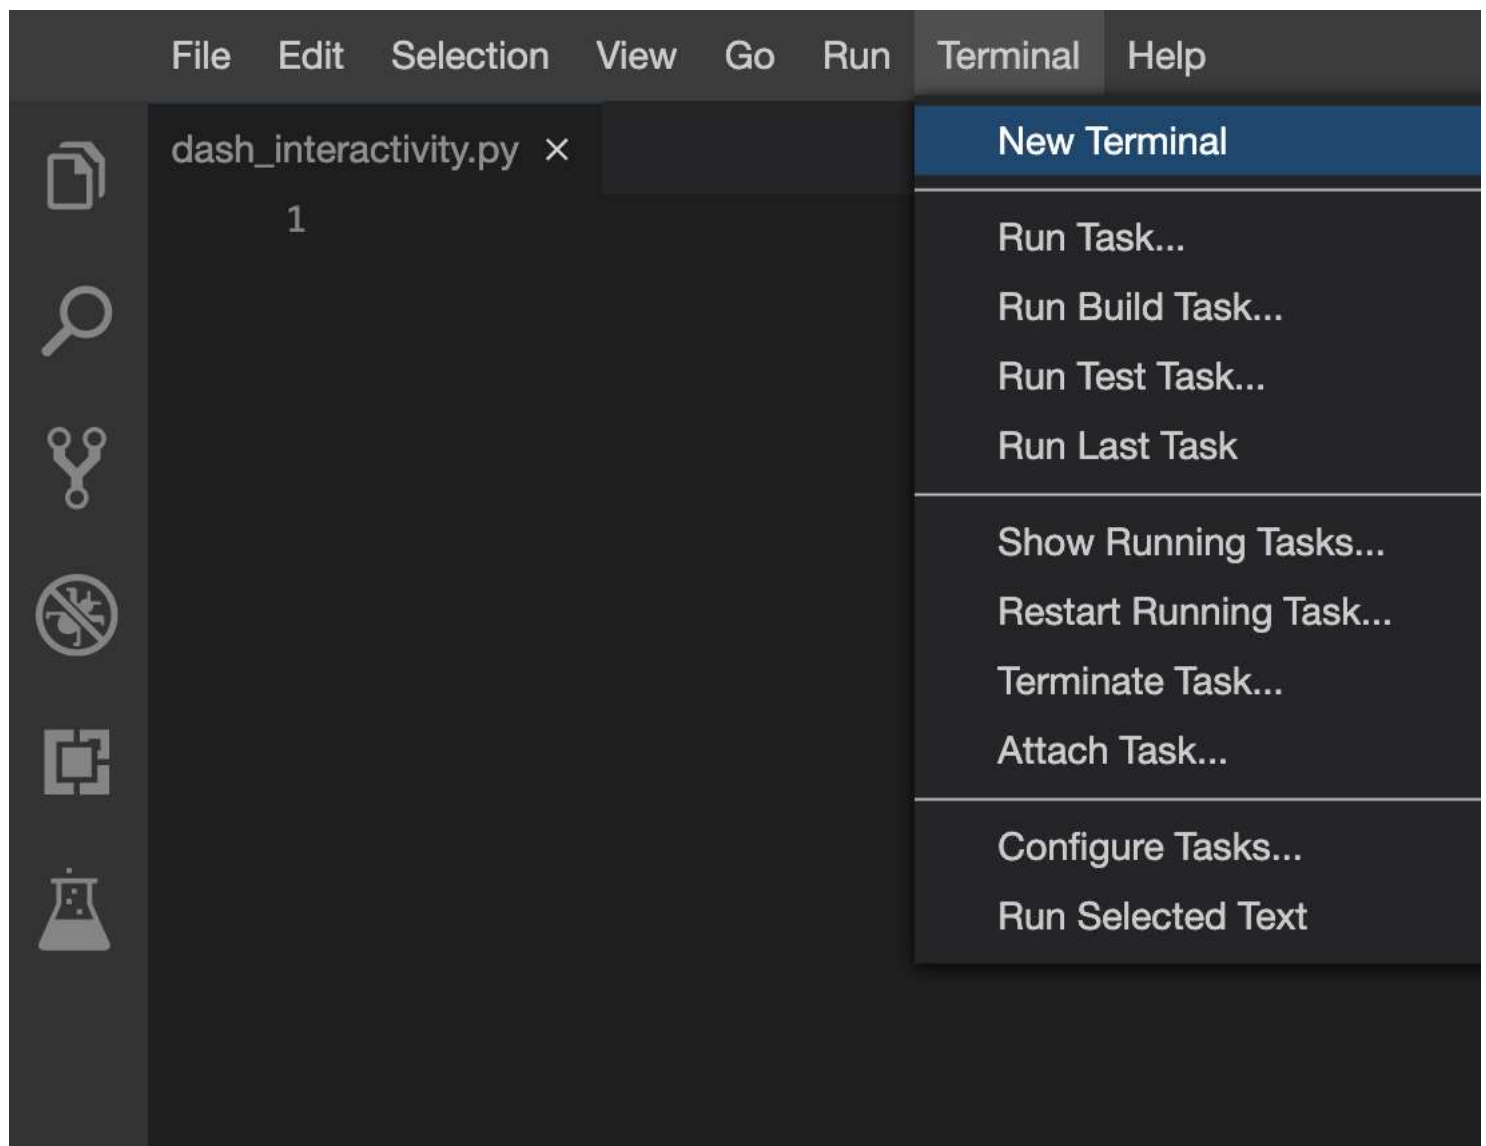 File Edit Selection View Go Run Terminal Help
dash_interactivity.py ×
1
New Terminal
Run Task...
Run Build Task...
Run Test Task...
Run Last Task
Show Running Tasks...
Restart Running Task...
Terminate Task...
Attach Task...
Configure Tasks...
Run Selected Text